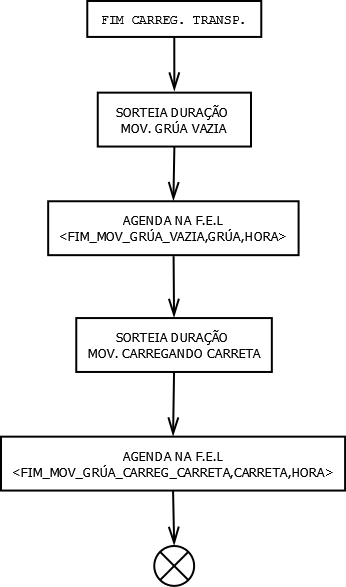 FIM CARREG. TRANSP.
SORTEIA DURAÇÃO
MOV. GRÚA VAZIA
AGENDA NA F.E.L
<FIM_MOV_GRÚA_VAZIA,GRÚA,HORA>
SORTEIA DURAÇÃO
MOV. CARREGANDO CARRETA
AGENDA NA F.E.L
<FIM_MOV_GRÚA_CARREG_CARRETA,CARRETA,HORA>